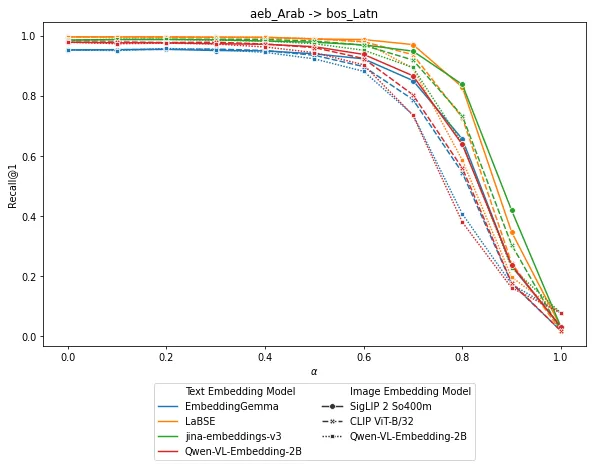 aeb_Arab -> bos_Latn
Recall@1
1.0
0.8
0.6
0.4
0.2
0.0
0.0 0.2 0.4 0.6 0.8 1.0
α
Text Embedding Model Image Embedding Model
EmbeddingGemma SigLIP 2 So400m
LaBSE CLIP ViT-B/32
jina-embeddings-v3 Qwen-VL-Embedding-2B
Qwen-VL-Embedding-2B